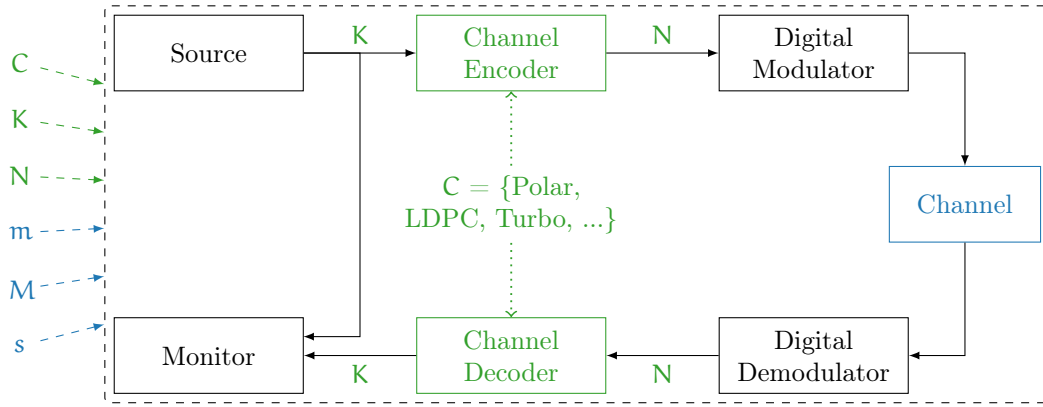 Source
K
Channel
Encoder
N
Digital
Modulator
C
K
N
m
M
s
C = {Polar,
LDPC, Turbo, ...}
Channel
Monitor
K
Channel
Decoder
N
Digital
Demodulator